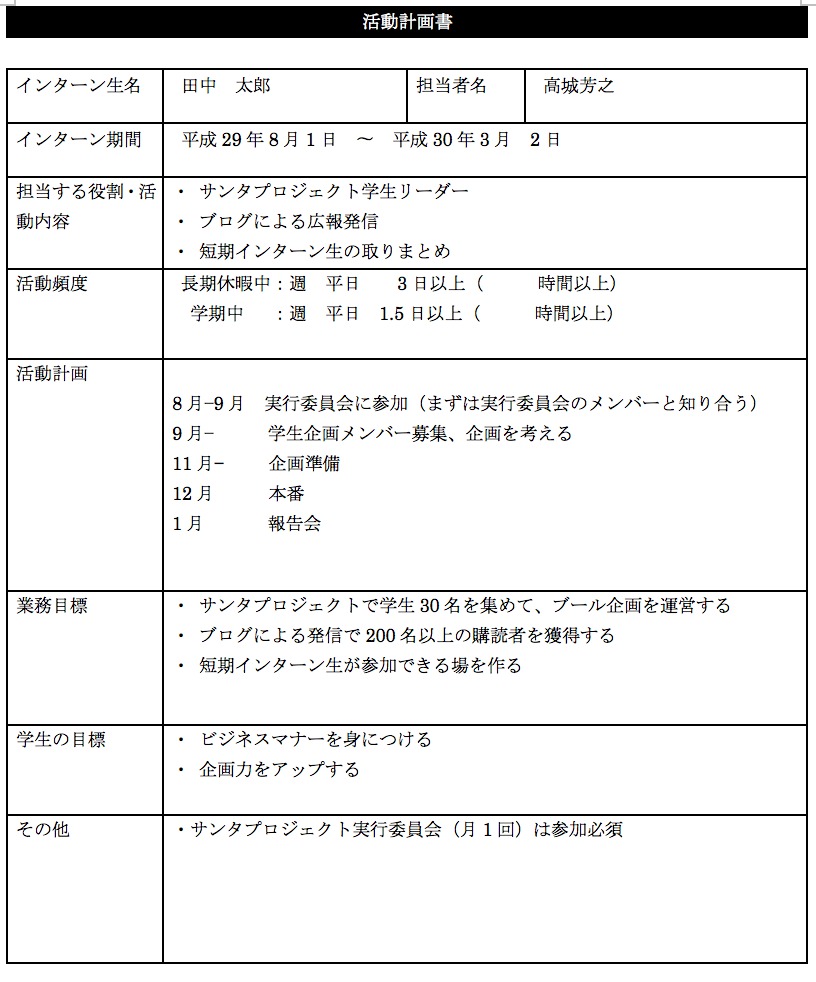 活動計画書
インターン生名 田中 太郎 担当者名 高城芳之
インターン期間 平成 29 年 8 月 1 日 ～ 平成 30 年 3 月 2 日
担当する役割・活
動内容
・ サンタプロジェクト学生リーダー
・ ブログによる広報発信
・ 短期インターン生の取りまとめ
活動頻度 長期休暇中：週 平日 3 日以上（ 時間以上）
学期中 ：週 平日 1.5 日以上（ 時間以上）
活動計画
8 月−9 月 実行委員会に参加（まずは実行委員会のメンバーと知り合う）
9 月− 学生企画メンバー募集、企画を考える
11 月− 企画準備
12 月 本番
1 月 報告会
業務目標 ・ サンタプロジェクトで学生 30 名を集めて、ブール企画を運営する
・ ブログによる発信で 200 名以上の購読者を獲得する
・ 短期インターン生が参加できる場を作る
学生の目標 ・ ビジネスマナーを身につける
・ 企画力をアップする
その他 ・サンタプロジェクト実行委員会（月 1 回）は参加必須